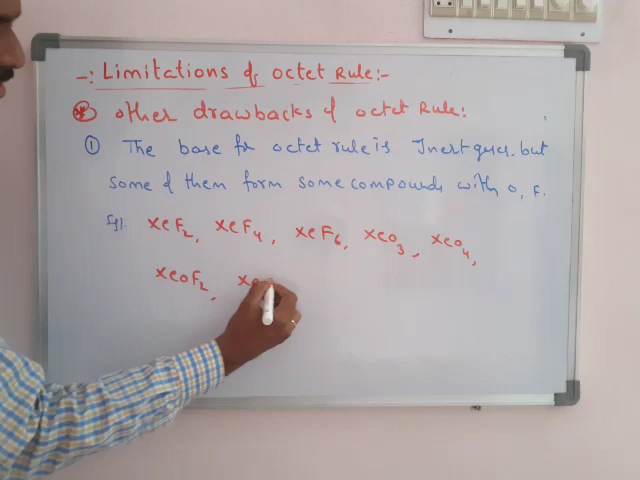 -: Limitations of octet Rule:-
* other drawbacks of octet Rule:
① The base for octet rule is Inert gases. but
some of them form some compounds with O, F.
Eg:- XeF2, XeF4, XeF6, XeO3, XeO4,
XeOF2, Xe